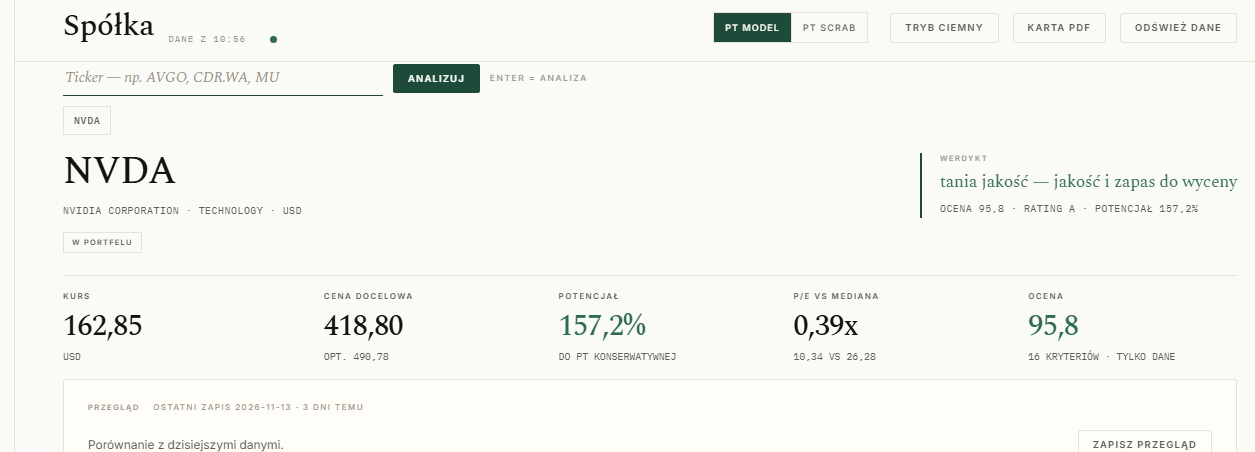 Spółka
DANE Z 10:56
PT MODEL
PT SCRAB
TRYB CIEMNY
KARTA PDF
ODŚWIEŻ DANE
Ticker — np. AVGO, CDR.WA, MU
ANALIZUJ
ENTER = ANALIZA
NVDA
NVDA
NVIDIA CORPORATION · TECHNOLOGY · USD
W PORTFELU
WERDYKT
tania jakość — jakość i zapas do wyceny
OCENA 95,8 · RATING A · POTENCJAŁ 157,2%
KURS
162,85
USD
CENA DOCELOWA
418,80
OPT. 490,78
POTENCJAŁ
157,2%
DO PT KONSERWATYWNEJ
P/E VS MEDIANA
0,39x
10,34 VS 26,28
OCENA
95,8
16 KRYTERIÓW · TYLKO DANE
PRZEGLĄD OSTATNI ZAPIS 2026-11-13 · 3 DNI TEMU
Porównanie z dzisiejszymi danymi.
ZAPISZ PRZEGLĄD